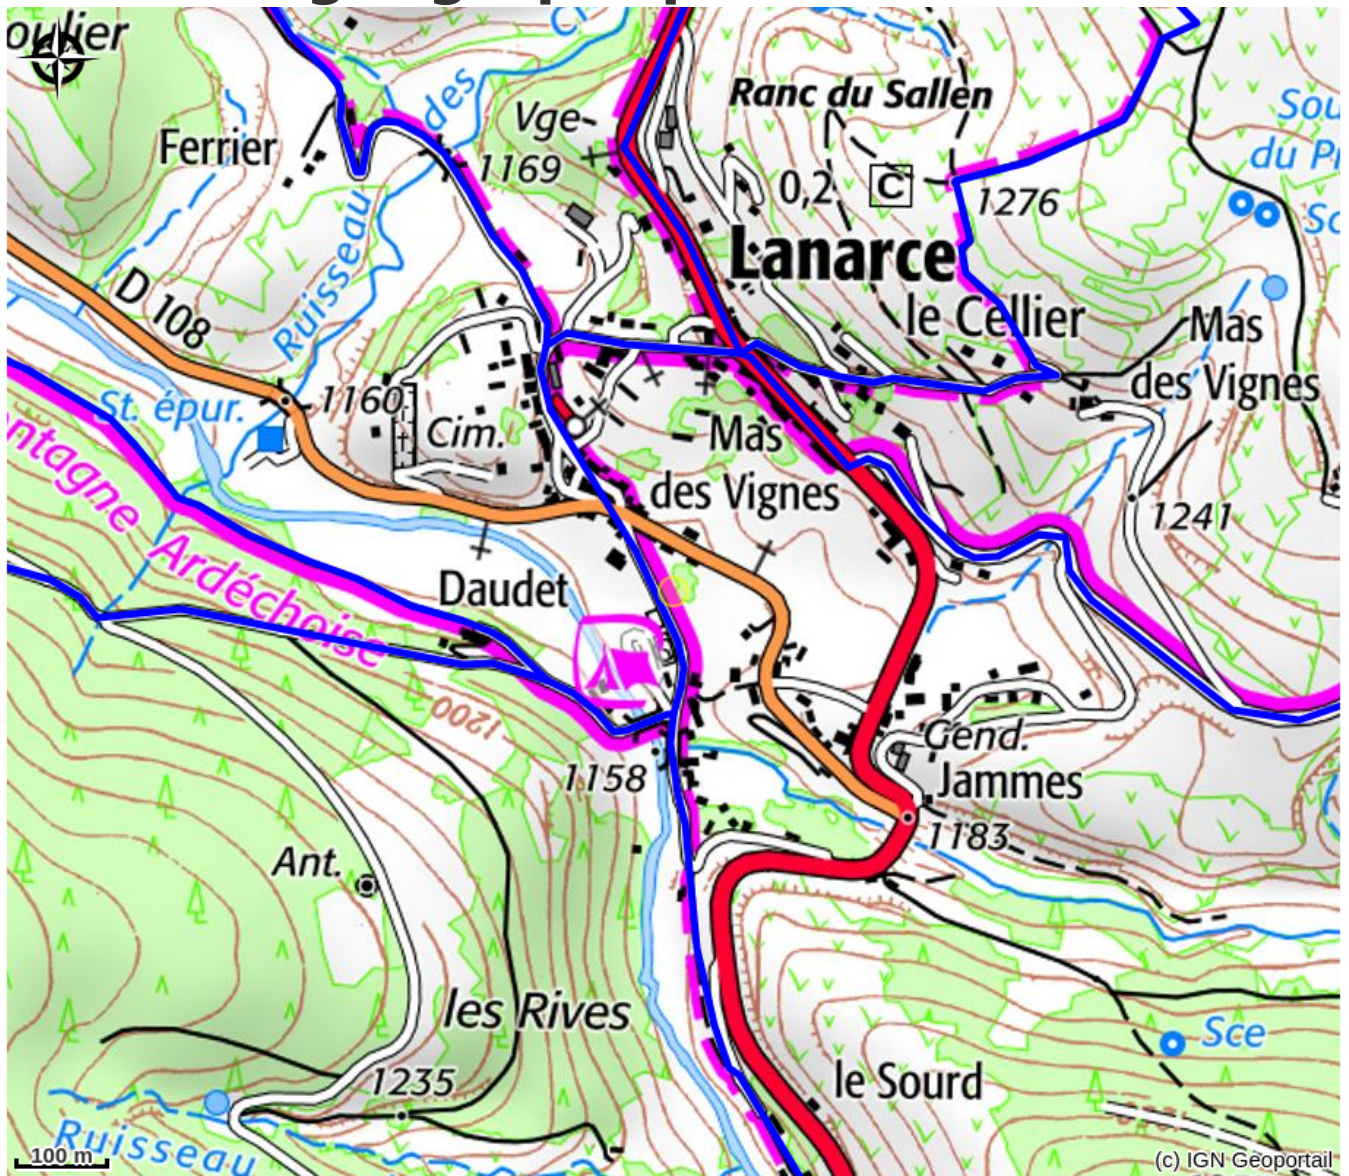 oulier
Ferrier
des
Vge
1169
Ranc du Sallen
0,2
C
1276
Lanarce
le Cellier
Mas
des Vignes
D 108
Ruisseau
St. épur.
1160
Cim.
Mas
des Vignes
1241
ntagne Ardéchoise
Daudet
1200
1158
Gend.
Jammes
1183
Ant.
les Rives
Sce
le Sourd
1235
Ruisseau
100 m
(c) IGN Geoportail